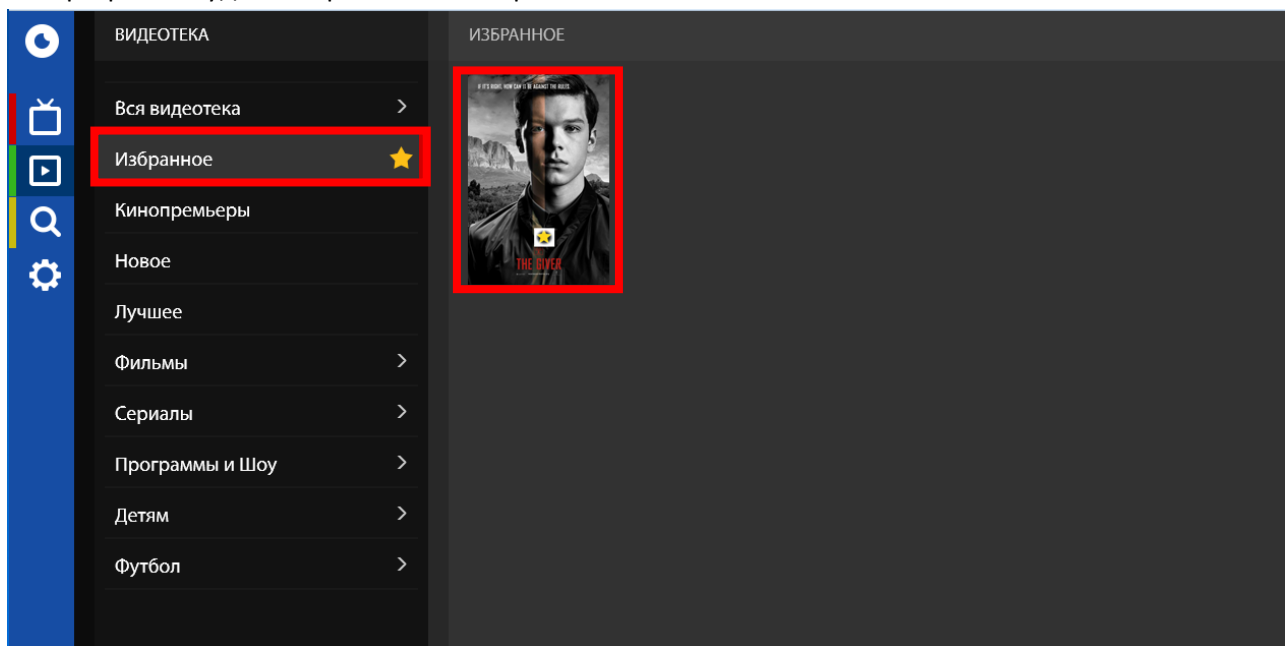 ВИДЕОТЕКА
ИЗБРАННОЕ
Вся видеотека
Избранное
Кинопремьеры
Новое
Лучшее
Фильмы
Сериалы
Программы и Шоу
Детям
Футбол
THE GIVER